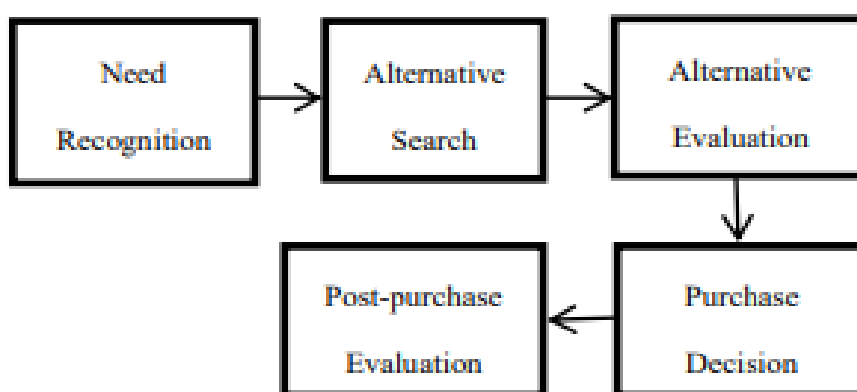 Need
Recognition
Alternative
Search
Alternative
Evaluation
Purchase
Decision
Post-purchase
Evaluation